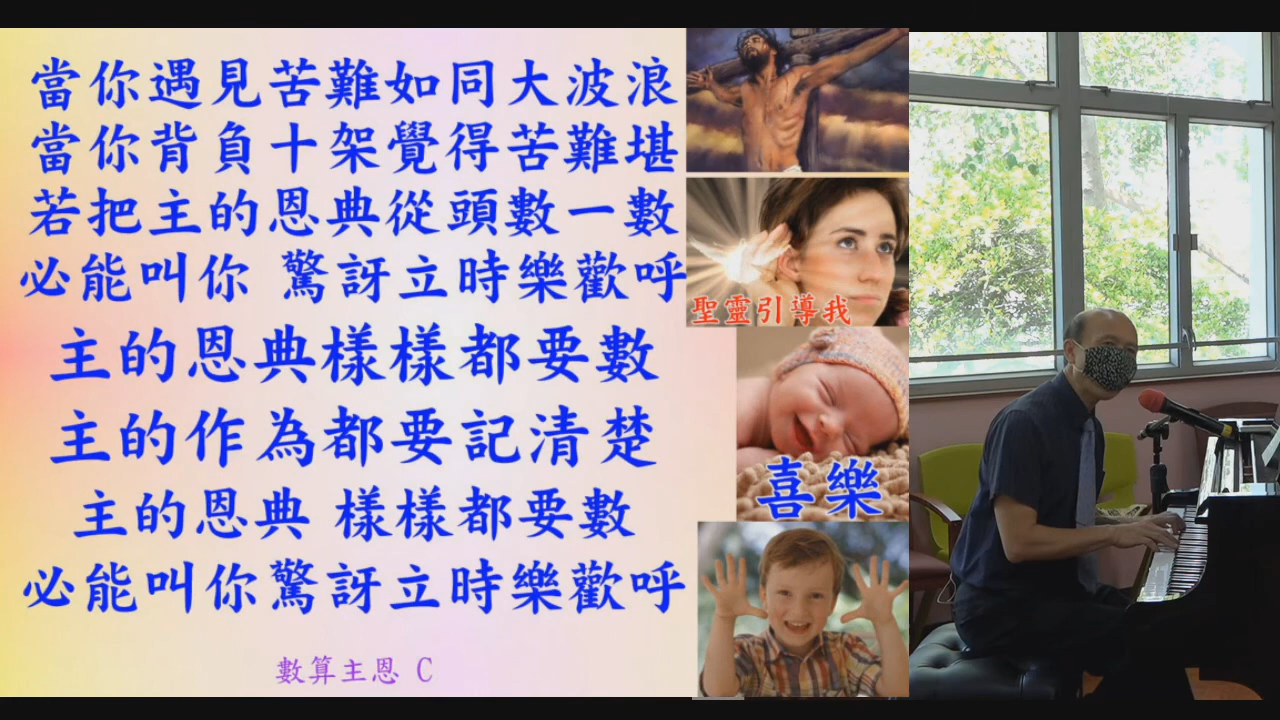 當你遇見苦難如同大波浪
當你背負十架覺得苦難堪
若把主的恩典從頭數一數
必能叫你 驚訝立時樂歡呼
主的恩典樣樣都要數
主的作為都要記清楚
主的恩典 樣樣都要數
必能叫你驚訝立時樂歡呼
數算主恩 C
聖靈引導我
喜樂